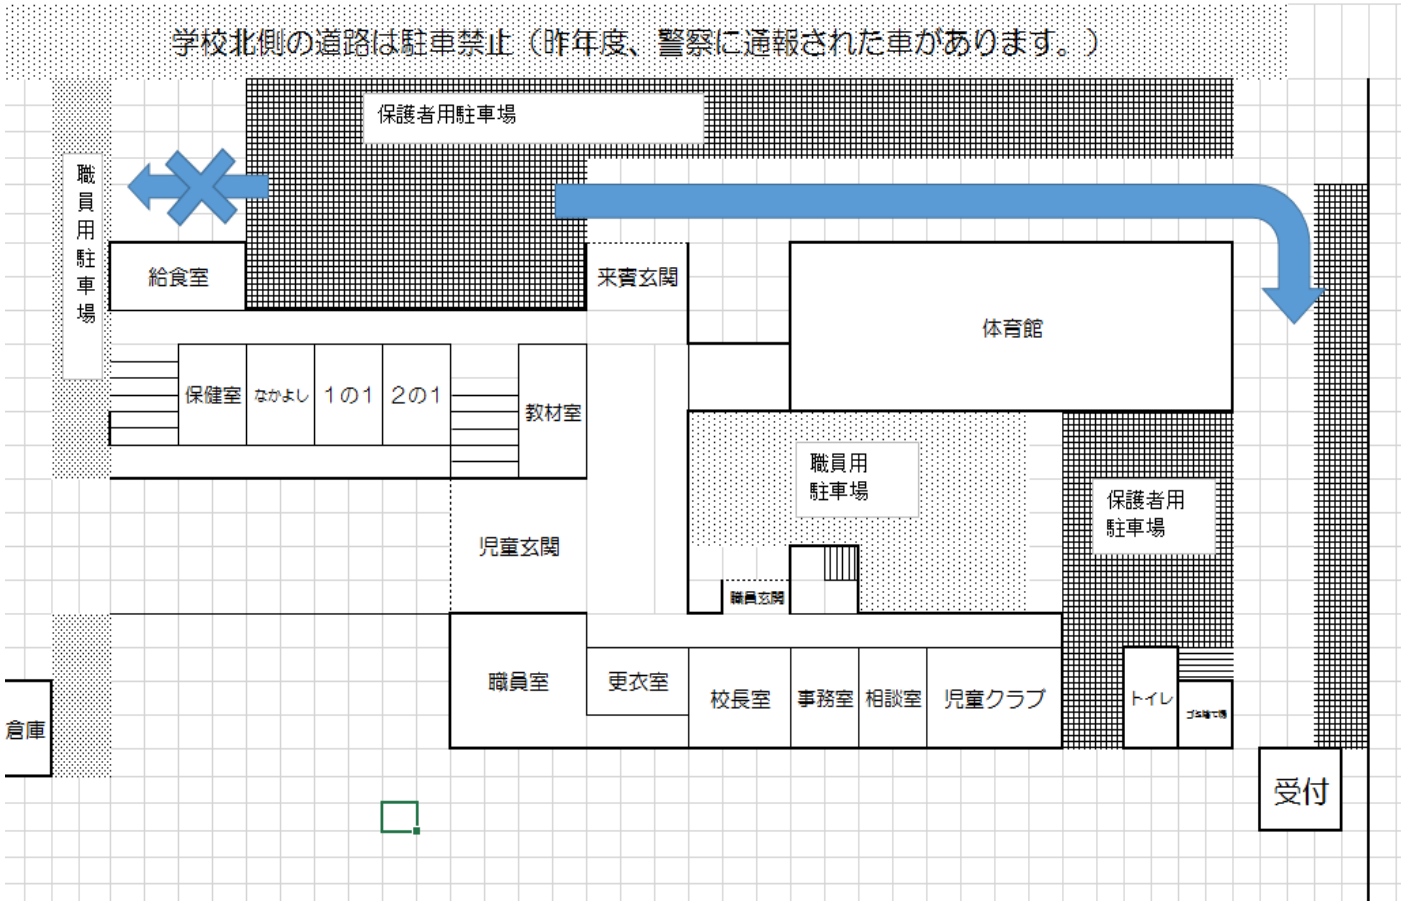 学校北側の道路は駐車禁止（昨年度、警察に通報された車があります。）
保護者用駐車場
職員用駐車場
給食室
来賓玄関
体育館
保健室
なかよし
１の１
２の１
教材室
職員用
駐車場
保護者用
駐車場
児童玄関
職員玄関
職員室
更衣室
校長室
事務室
相談室
児童クラブ
トイレ
ゴミ捨て場
倉庫
受付